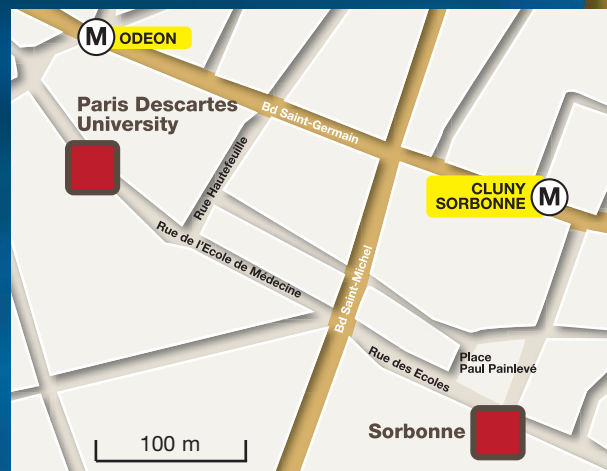 M ODEON
Paris Descartes
University
Bd Saint-Germain
Rue Hautefeuille
CLUNY
SORBONNE M
Rue de l'Ecole de Médecine
Bd Saint-Michel
Rue des Ecoles
Place
Paul Painlevé
Sorbonne
100 m